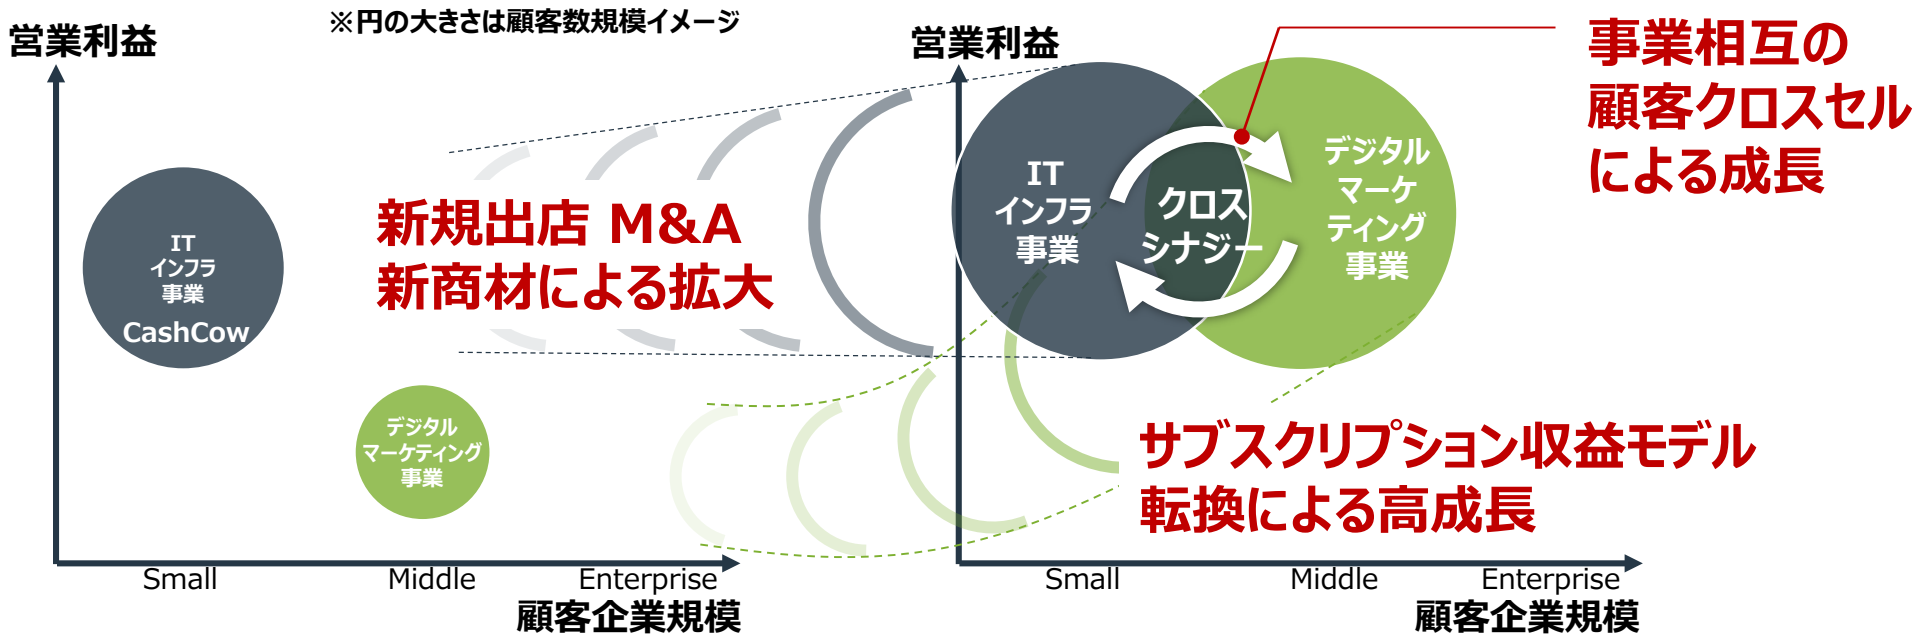 ※円の大きさは顧客数規模イメージ
営業利益
IT
インフラ
事業
CashCow
デジタル
マーケティング
事業
新規出店 M&A
新商材による拡大
Small
Middle
Enterprise
顧客企業規模
営業利益
IT
インフラ
事業
クロス
シナジー
デジタル
マーケ
ティング
事業
事業相互の
顧客クロスセル
による成長
サブスクリプション収益モデル
転換による高成長
Small
Middle
Enterprise
顧客企業規模